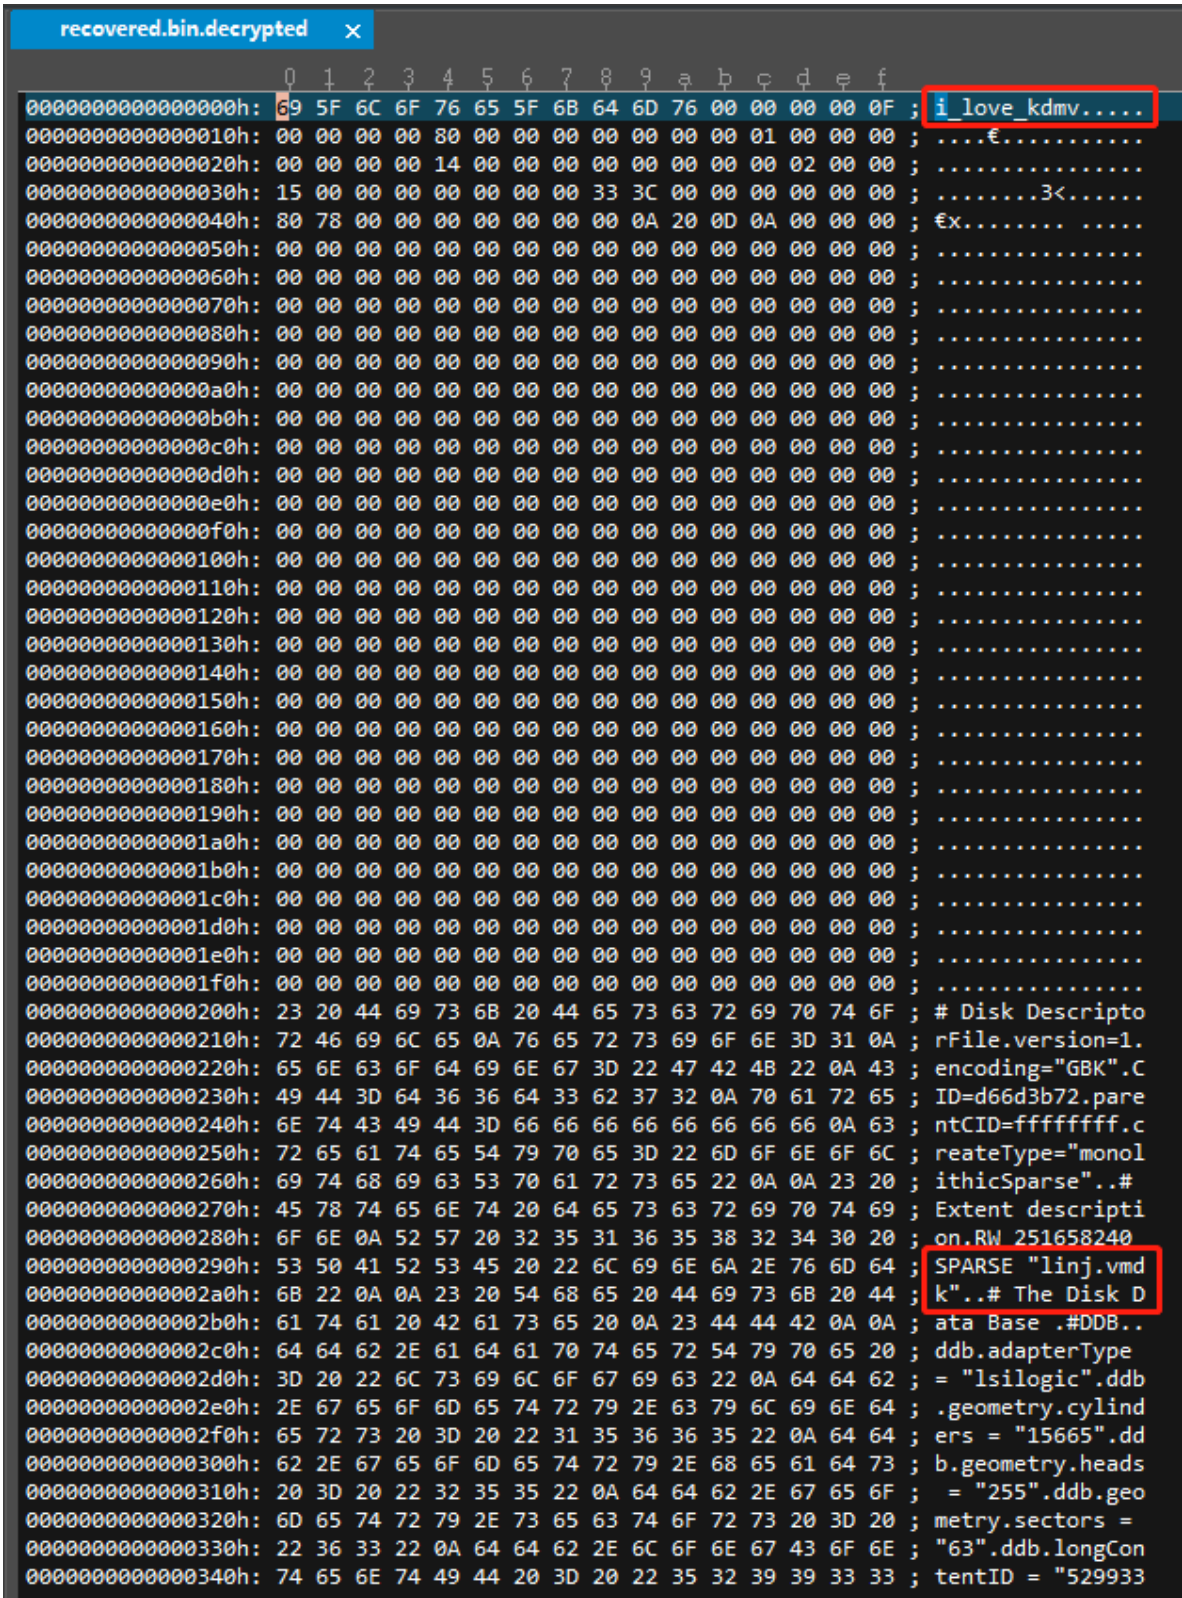 recovered.bin.decrypted ×
0 1 2 3 4 5 6 7 8 9 a b c d e f
0000000000000000h: 69 5F 6C 6F 76 65 5F 6B 64 6D 76 00 00 00 00 0F ; i_love_kdmv.....
0000000000000010h: 00 00 00 00 80 00 00 00 00 00 00 00 01 00 00 00 ; ....€...........
0000000000000020h: 00 00 00 00 14 00 00 00 00 00 00 00 00 02 00 00 ; ................
0000000000000030h: 15 00 00 00 00 00 00 00 33 3C 00 00 00 00 00 00 ; ........3<......
0000000000000040h: 80 78 00 00 00 00 00 00 00 0A 20 0D 0A 00 00 00 ; €x........ .....
0000000000000050h: 00 00 00 00 00 00 00 00 00 00 00 00 00 00 00 00 ; ................
0000000000000060h: 00 00 00 00 00 00 00 00 00 00 00 00 00 00 00 00 ; ................
0000000000000070h: 00 00 00 00 00 00 00 00 00 00 00 00 00 00 00 00 ; ................
0000000000000080h: 00 00 00 00 00 00 00 00 00 00 00 00 00 00 00 00 ; ................
0000000000000090h: 00 00 00 00 00 00 00 00 00 00 00 00 00 00 00 00 ; ................
00000000000000a0h: 00 00 00 00 00 00 00 00 00 00 00 00 00 00 00 00 ; ................
00000000000000b0h: 00 00 00 00 00 00 00 00 00 00 00 00 00 00 00 00 ; ................
00000000000000c0h: 00 00 00 00 00 00 00 00 00 00 00 00 00 00 00 00 ; ................
00000000000000d0h: 00 00 00 00 00 00 00 00 00 00 00 00 00 00 00 00 ; ................
00000000000000e0h: 00 00 00 00 00 00 00 00 00 00 00 00 00 00 00 00 ; ................
00000000000000f0h: 00 00 00 00 00 00 00 00 00 00 00 00 00 00 00 00 ; ................
0000000000000100h: 00 00 00 00 00 00 00 00 00 00 00 00 00 00 00 00 ; ................
0000000000000110h: 00 00 00 00 00 00 00 00 00 00 00 00 00 00 00 00 ; ................
0000000000000120h: 00 00 00 00 00 00 00 00 00 00 00 00 00 00 00 00 ; ................
0000000000000130h: 00 00 00 00 00 00 00 00 00 00 00 00 00 00 00 00 ; ................
0000000000000140h: 00 00 00 00 00 00 00 00 00 00 00 00 00 00 00 00 ; ................
0000000000000150h: 00 00 00 00 00 00 00 00 00 00 00 00 00 00 00 00 ; ................
0000000000000160h: 00 00 00 00 00 00 00 00 00 00 00 00 00 00 00 00 ; ................
0000000000000170h: 00 00 00 00 00 00 00 00 00 00 00 00 00 00 00 00 ; ................
0000000000000180h: 00 00 00 00 00 00 00 00 00 00 00 00 00 00 00 00 ; ................
0000000000000190h: 00 00 00 00 00 00 00 00 00 00 00 00 00 00 00 00 ; ................
00000000000001a0h: 00 00 00 00 00 00 00 00 00 00 00 00 00 00 00 00 ; ................
00000000000001b0h: 00 00 00 00 00 00 00 00 00 00 00 00 00 00 00 00 ; ................
00000000000001c0h: 00 00 00 00 00 00 00 00 00 00 00 00 00 00 00 00 ; ................
00000000000001d0h: 00 00 00 00 00 00 00 00 00 00 00 00 00 00 00 00 ; ................
00000000000001e0h: 00 00 00 00 00 00 00 00 00 00 00 00 00 00 00 00 ; ................
00000000000001f0h: 00 00 00 00 00 00 00 00 00 00 00 00 00 00 00 00 ; ................
0000000000000200h: 23 20 44 69 73 6B 20 44 65 73 63 72 69 70 74 6F ; # Disk Descripto
0000000000000210h: 72 46 69 6C 65 0A 76 65 72 73 69 6F 6E 3D 31 0A ; rFile.version=1.
0000000000000220h: 65 6E 63 6F 64 69 6E 67 3D 22 47 42 4B 22 0A 43 ; encoding="GBK".C
0000000000000230h: 49 44 3D 64 36 36 64 33 62 37 32 0A 70 61 72 65 ; ID=d66d3b72.pare
0000000000000240h: 6E 74 43 49 44 3D 66 66 66 66 66 66 66 66 0A 63 ; ntCID=ffffffff.c
0000000000000250h: 72 65 61 74 65 54 79 70 65 3D 22 6D 6F 6E 6F 6C ; reateType="monol
0000000000000260h: 69 74 68 69 63 53 70 61 72 73 65 22 0A 0A 23 20 ; ithicSparse"..#
0000000000000270h: 45 78 74 65 6E 74 20 64 65 73 63 72 69 70 74 69 ; Extent descripti
0000000000000280h: 6F 6E 0A 52 57 20 32 35 31 36 35 38 32 34 30 20 ; on.RW 251658240
0000000000000290h: 53 50 41 52 53 45 20 22 6C 69 6E 6A 2E 76 6D 64 ; SPARSE "linj.vmd
00000000000002a0h: 6B 22 0A 0A 23 20 54 68 65 20 44 69 73 6B 20 44 ; k"..# The Disk D
00000000000002b0h: 61 74 61 20 42 61 73 65 20 0A 23 44 44 42 0A 0A ; ata Base .#DDB..
00000000000002c0h: 64 64 62 2E 61 64 61 70 74 65 72 54 79 70 65 20 ; ddb.adapterType
00000000000002d0h: 3D 20 22 6C 73 69 6C 6F 67 69 63 22 0A 64 64 62 ; = "lsilogic".ddb
00000000000002e0h: 2E 67 65 6F 6D 65 74 72 79 2E 63 79 6C 69 6E 64 ; .geometry.cylind
00000000000002f0h: 65 72 73 20 3D 20 22 31 35 36 36 35 22 0A 64 64 ; ers = "15665".dd
0000000000000300h: 62 2E 67 65 6F 6D 65 74 72 79 2E 68 65 61 64 73 ; b.geometry.heads
0000000000000310h: 20 3D 20 22 32 35 35 22 0A 64 64 62 2E 67 65 6F ;  = "255".ddb.geo
0000000000000320h: 6D 65 74 72 79 2E 73 65 63 74 6F 72 73 20 3D 20 ; metry.sectors =
0000000000000330h: 22 36 33 22 0A 64 64 62 2E 6C 6F 6E 67 43 6F 6E ; "63".ddb.longCon
0000000000000340h: 74 65 6E 74 49 44 20 3D 20 22 35 32 39 39 33 33 ; tentID = "529933